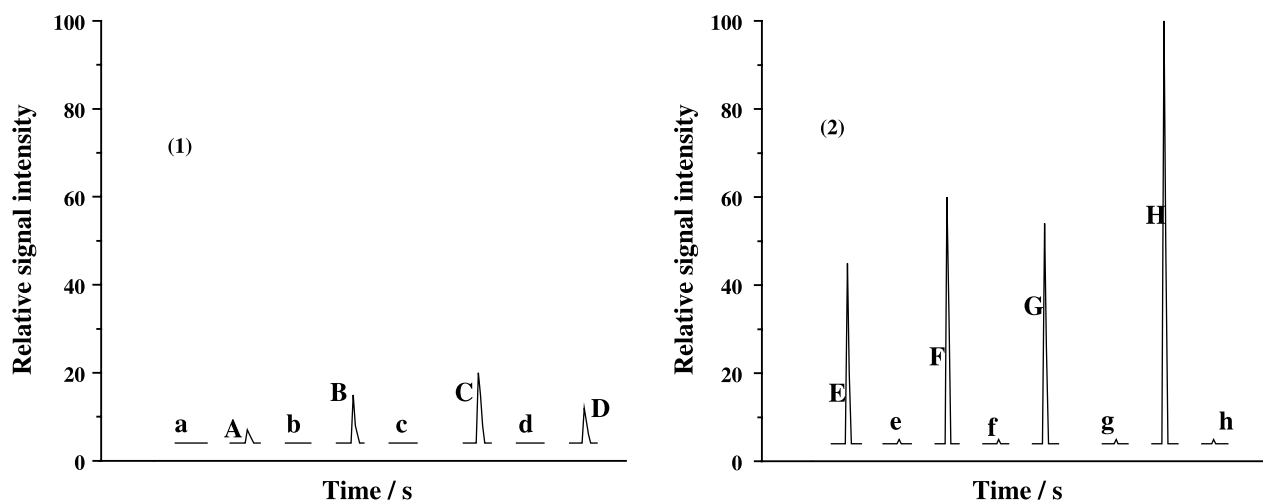 Relative signal intensity
100
80
60
40
20
0
(1)
a A b B c C d D
Time / s
Relative signal intensity
100
80
60
40
20
0
(2)
E e F f G g H h
Time / s